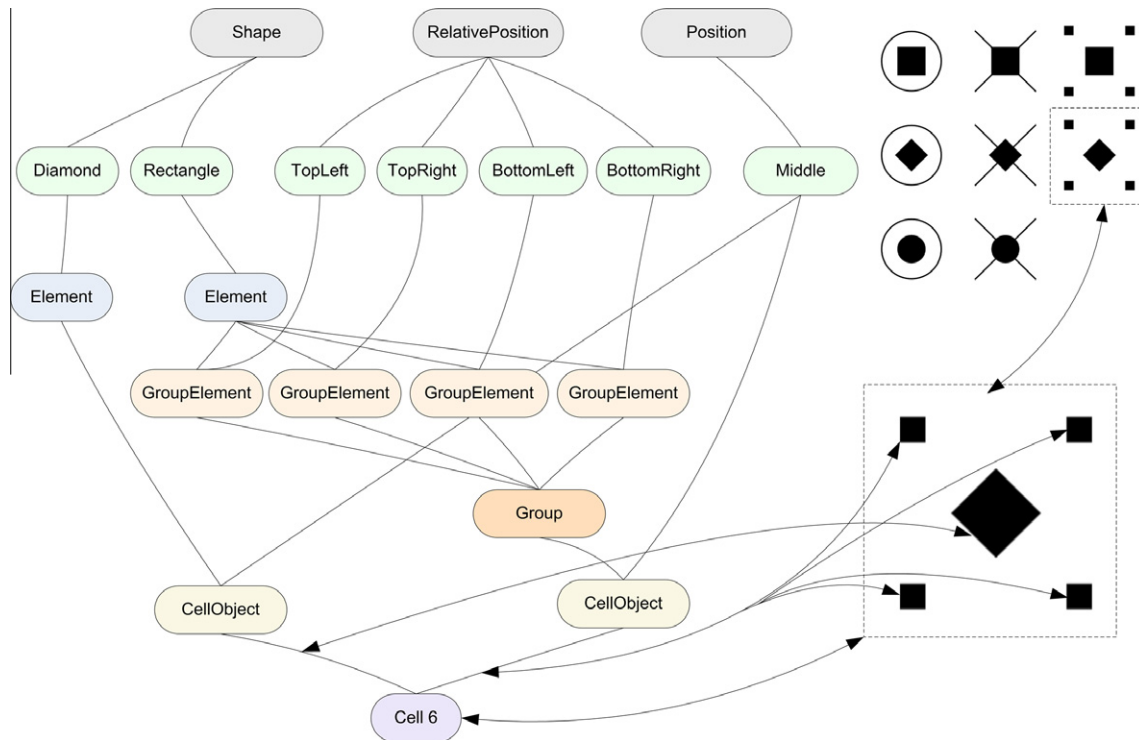 Shape RelativePosition Position
Diamond Rectangle TopLeft TopRight BottomLeft BottomRight Middle
Element Element
GroupElement GroupElement GroupElement GroupElement
Group
CellObject CellObject
Cell 6